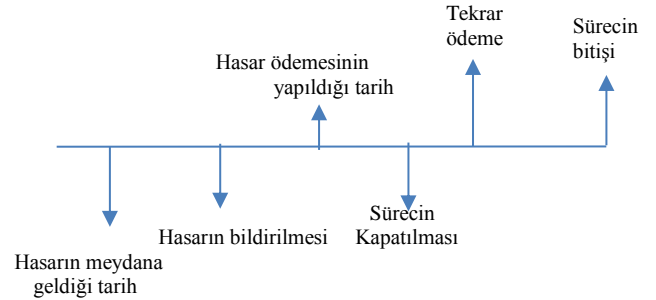 Tekrar
ödeme
Sürecin
bitişi
Hasar ödemesinin
yapıldığı tarih
Sürecin
Kapatılması
Hasarın bildirilmesi
Hasarın meydana
geldiği tarih